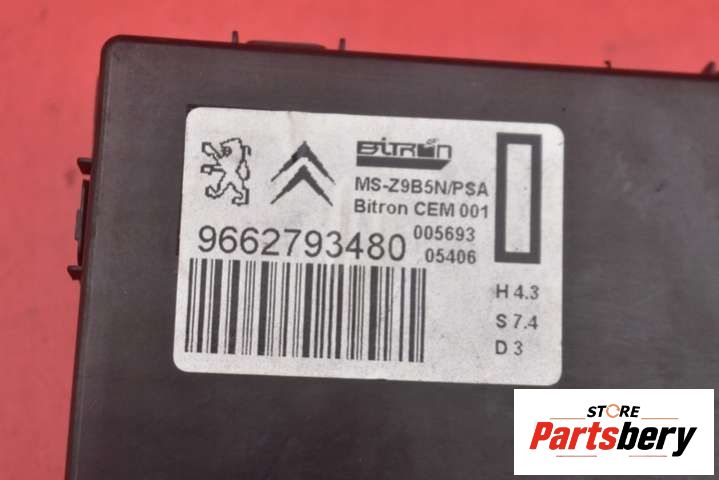 BiTRON
MS-Z9B5N/PSA
Bitron CEM 001
9662793480
005693
05406
H 4.3
S 7.4
D 3
STORE
Partsbery